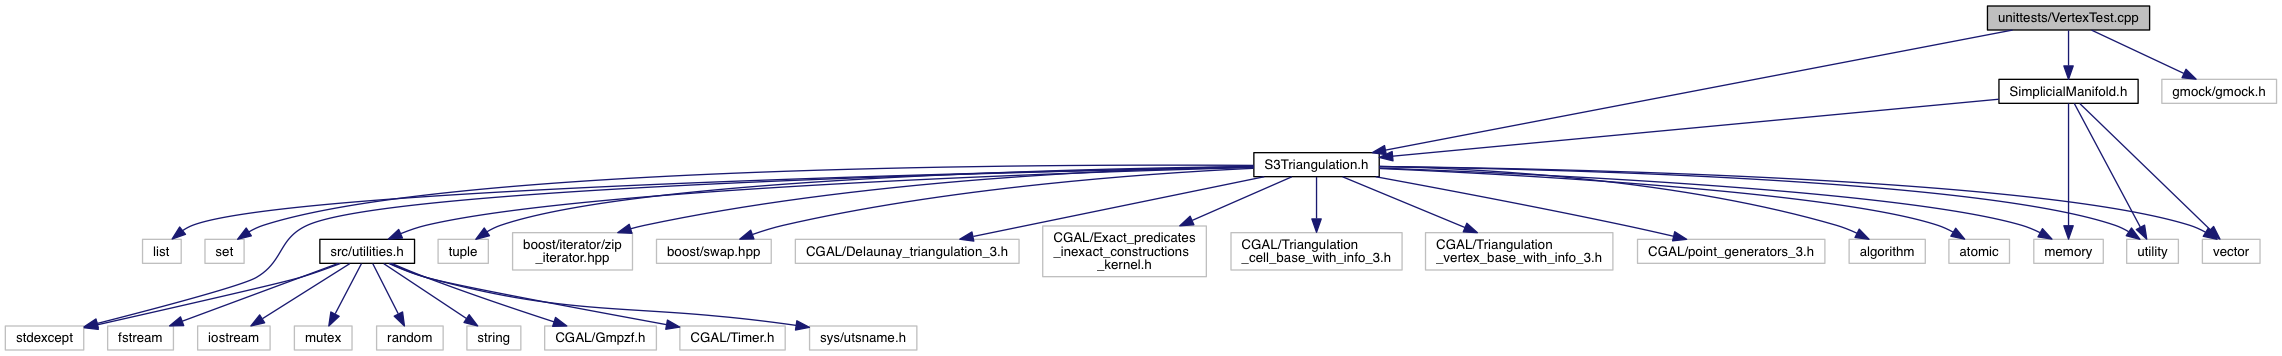 unittests/VertexTest.cpp
SimplicialManifold.h
gmock/gmock.h
S3Triangulation.h
list
set
src/utilities.h
tuple
boost/iterator/zip
_iterator.hpp
boost/swap.hpp
CGAL/Delaunay_triangulation_3.h
CGAL/Exact_predicates
_inexact_constructions
_kernel.h
CGAL/Triangulation
_cell_base_with_info_3.h
CGAL/Triangulation
_vertex_base_with_info_3.h
CGAL/point_generators_3.h
algorithm
atomic
memory
utility
vector
stdexcept
fstream
iostream
mutex
random
string
CGAL/Gmpzf.h
CGAL/Timer.h
sys/utsname.h